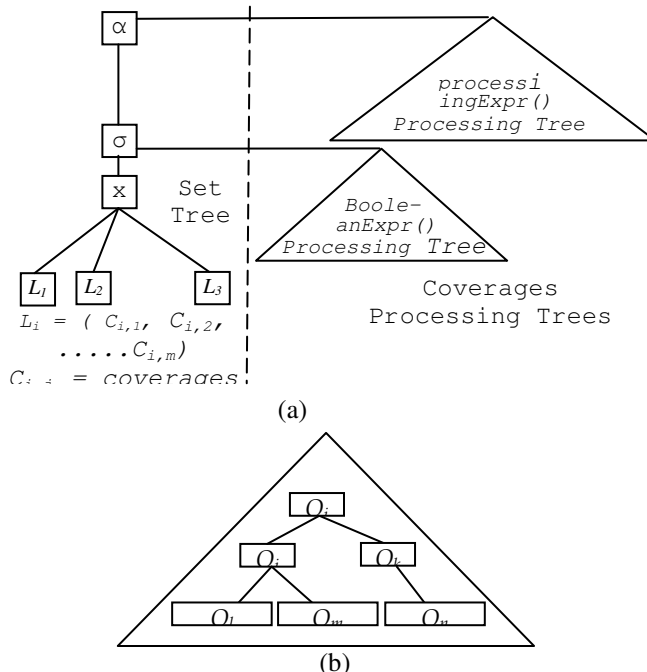 α
processi
ingExpr()
Processing Tree
σ
x
Set
Tree
Boole-
anExpr()
Processing Tree
L1 L2 L3
Li = ( Ci,1, Ci,2,
.....Ci,m)
Ci,j = coverages
Coverages
Processing Trees
(a)
Oi
Oj Ok
Ol Om On
(b)